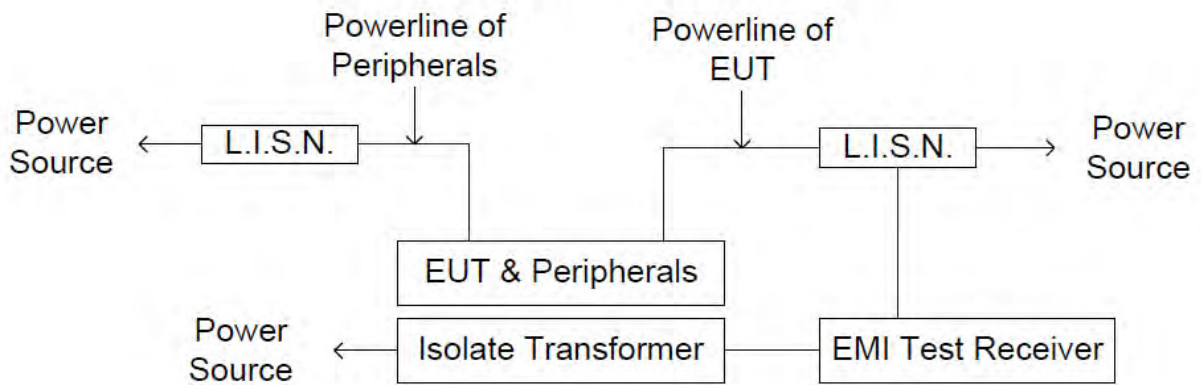 Powerline of
Peripherals
Powerline of
EUT
Power
Source
L.I.S.N.
L.I.S.N.
Power
Source
EUT & Peripherals
Power
Source
Isolate Transformer
EMI Test Receiver